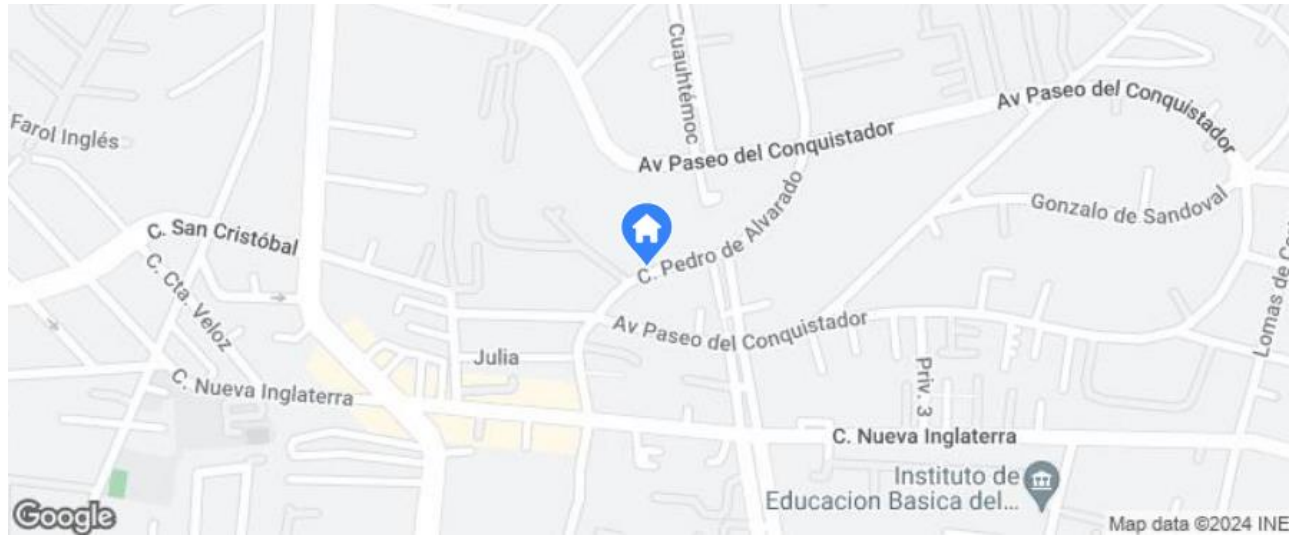 Cuauhtémoc
Av Paseo del Conquistador
Farol Inglés
Av Paseo del Conquistador
C. San Cristóbal
C. Pedro de Alvarado
Gonzalo de Sandoval
C. Cta. Veloz
Av Paseo del Conquistador
Julia
Priv. 3
C. Nueva Inglaterra
C. Nueva Inglaterra
Instituto de
Educacion Basica del...
Google
Map data ©2024 INE